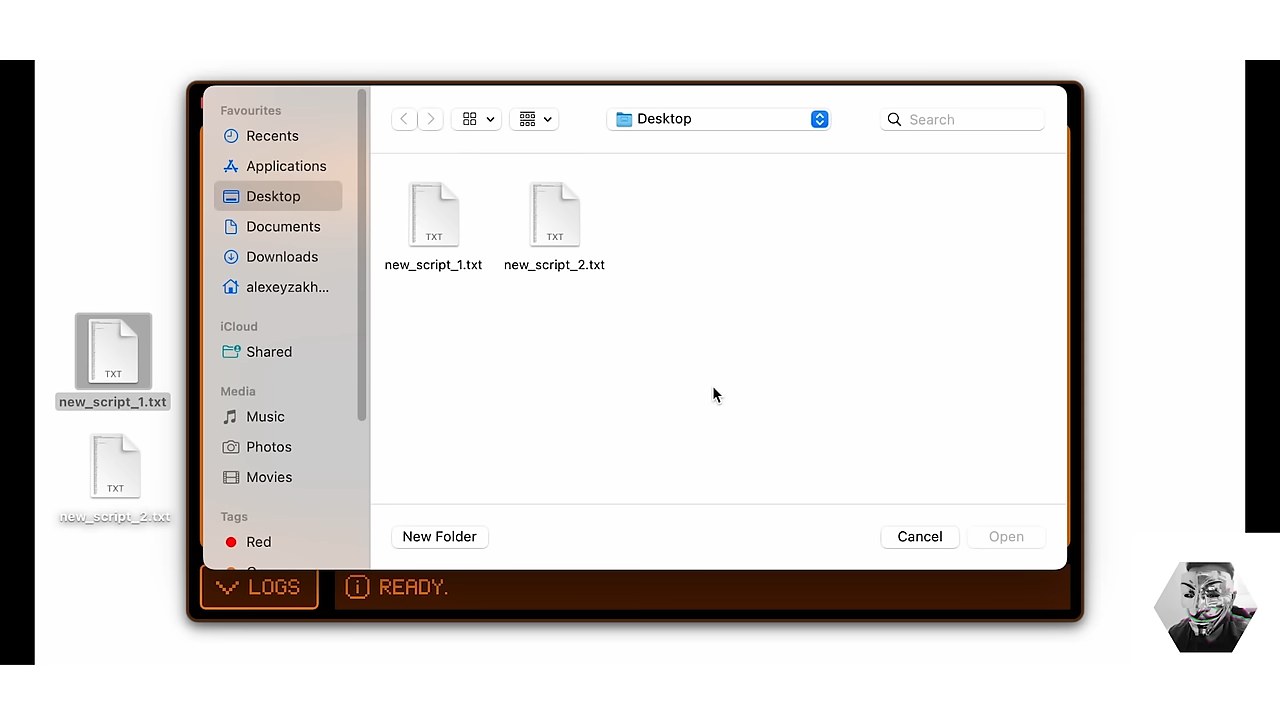 Favourites
Recents
Applications
Desktop
Documents
Downloads
alexeyzakh...
iCloud
Shared
Media
Music
Photos
Movies
Tags
Red
Desktop
Search
TXT
TXT
new_script_1.txt
new_script_2.txt
New Folder
Cancel
Open
TXT
new_script_1.txt
TXT
new_script_2.txt
LOGS
READY.